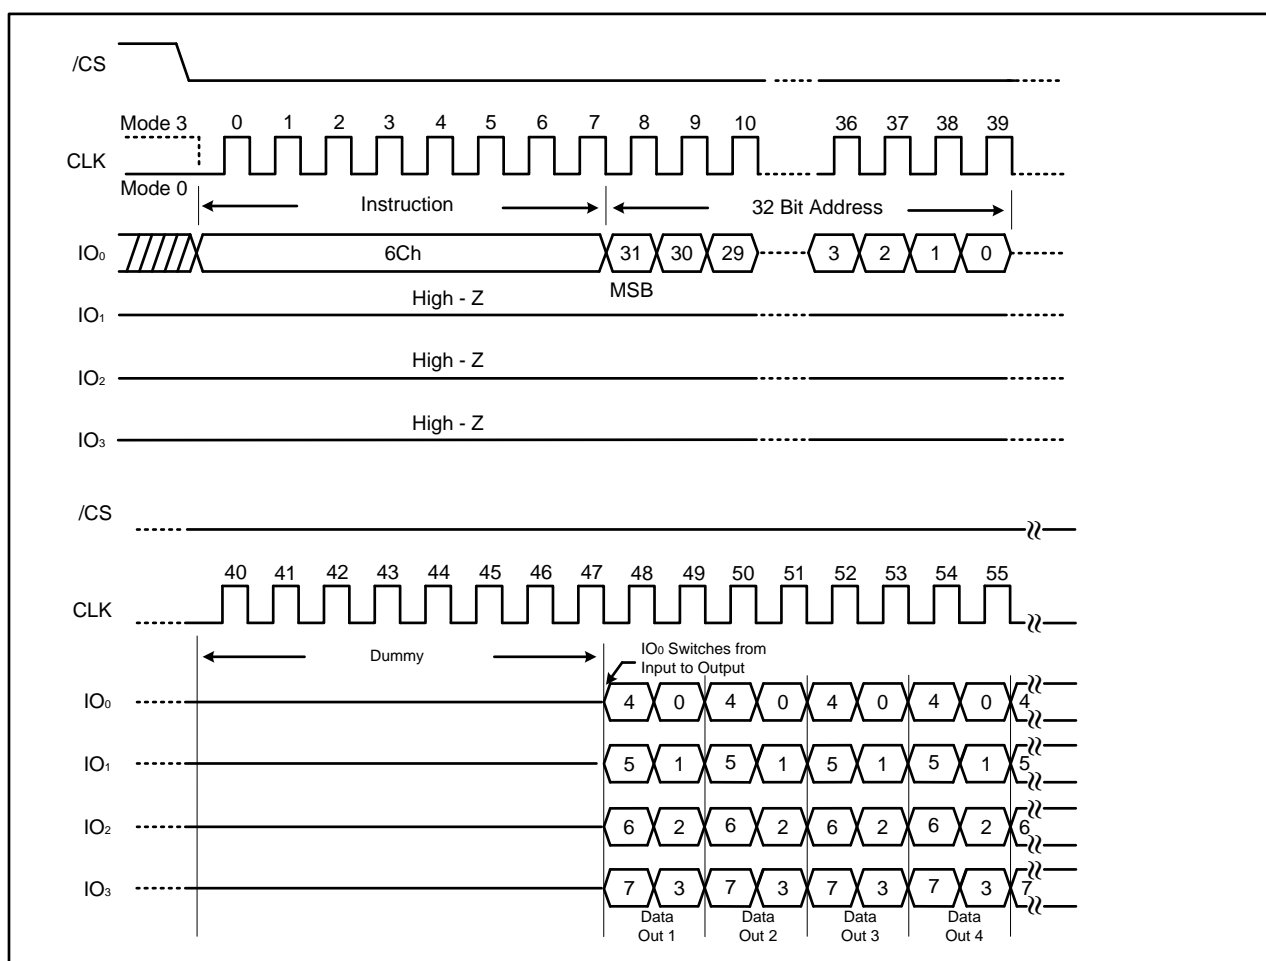 /CS
Mode 3 0 1 2 3 4 5 6 7 8 9 10 36 37 38 39
CLK
Mode 0
Instruction 32 Bit Address
IO0 6Ch 31 30 29 3 2 1 0
MSB
High - Z
IO1
High - Z
IO2
High - Z
IO3
/CS
40 41 42 43 44 45 46 47 48 49 50 51 52 53 54 55
CLK
Dummy
IO0 Switches from
Input to Output
IO0 4 0 4 0 4 0 4 0 4
IO1 5 1 5 1 5 1 5 1 5
IO2 6 2 6 2 6 2 6 2 6
IO3 7 3 7 3 7 3 7 3 7
Data Data Data Data
Out 1 Out 2 Out 3 Out 4